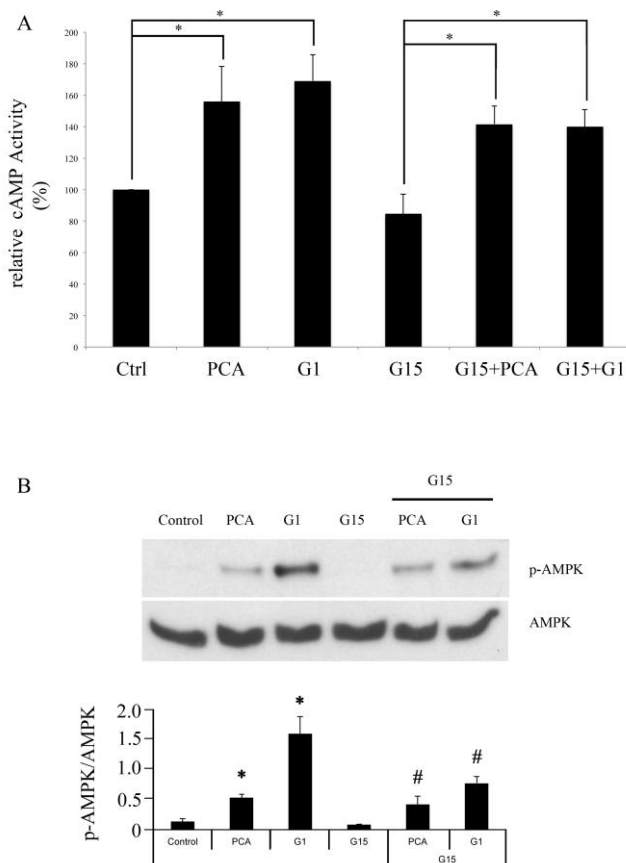 A
* * * *
200
180
160
140
120
100
80
60
40
20
0
relative cAMP Activity
(%)
Ctrl PCA G1 G15 G15+PCA G15+G1
B
G15
Control PCA G1 G15 PCA G1
p-AMPK
AMPK
p-AMPK/AMPK
2.0
1.5
1.0
0.5
0
* * # #
Control PCA G1 G15 PCA G1
G15